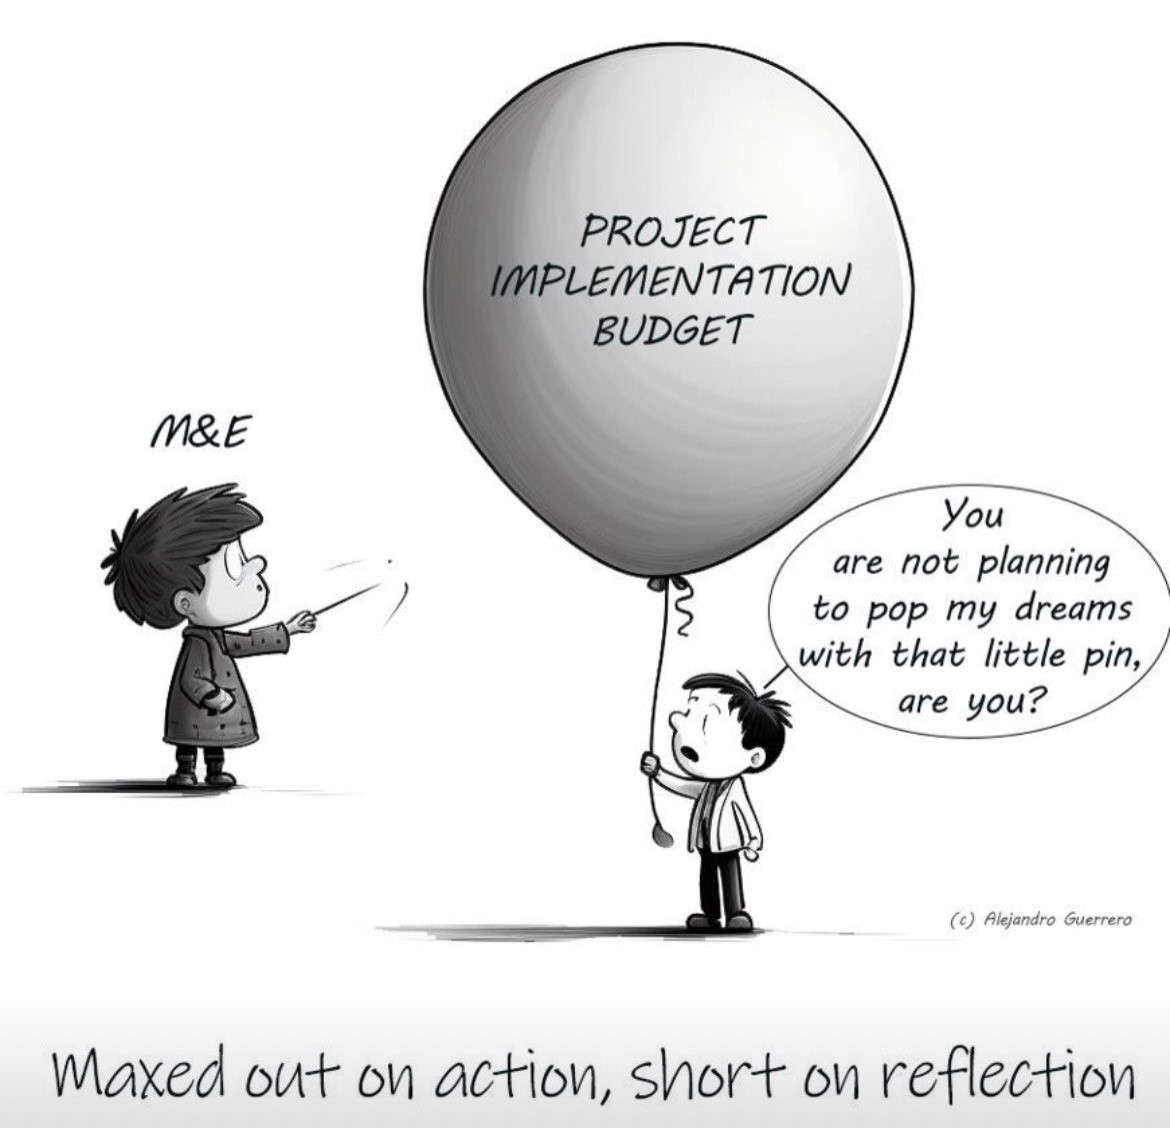 PROJECT
IMPLEMENTATION
BUDGET
M&E
You
are not planning
to pop my dreams
with that little pin,
are you?
(c) Alejandro Guerrero
Maxed out on action, short on reflection